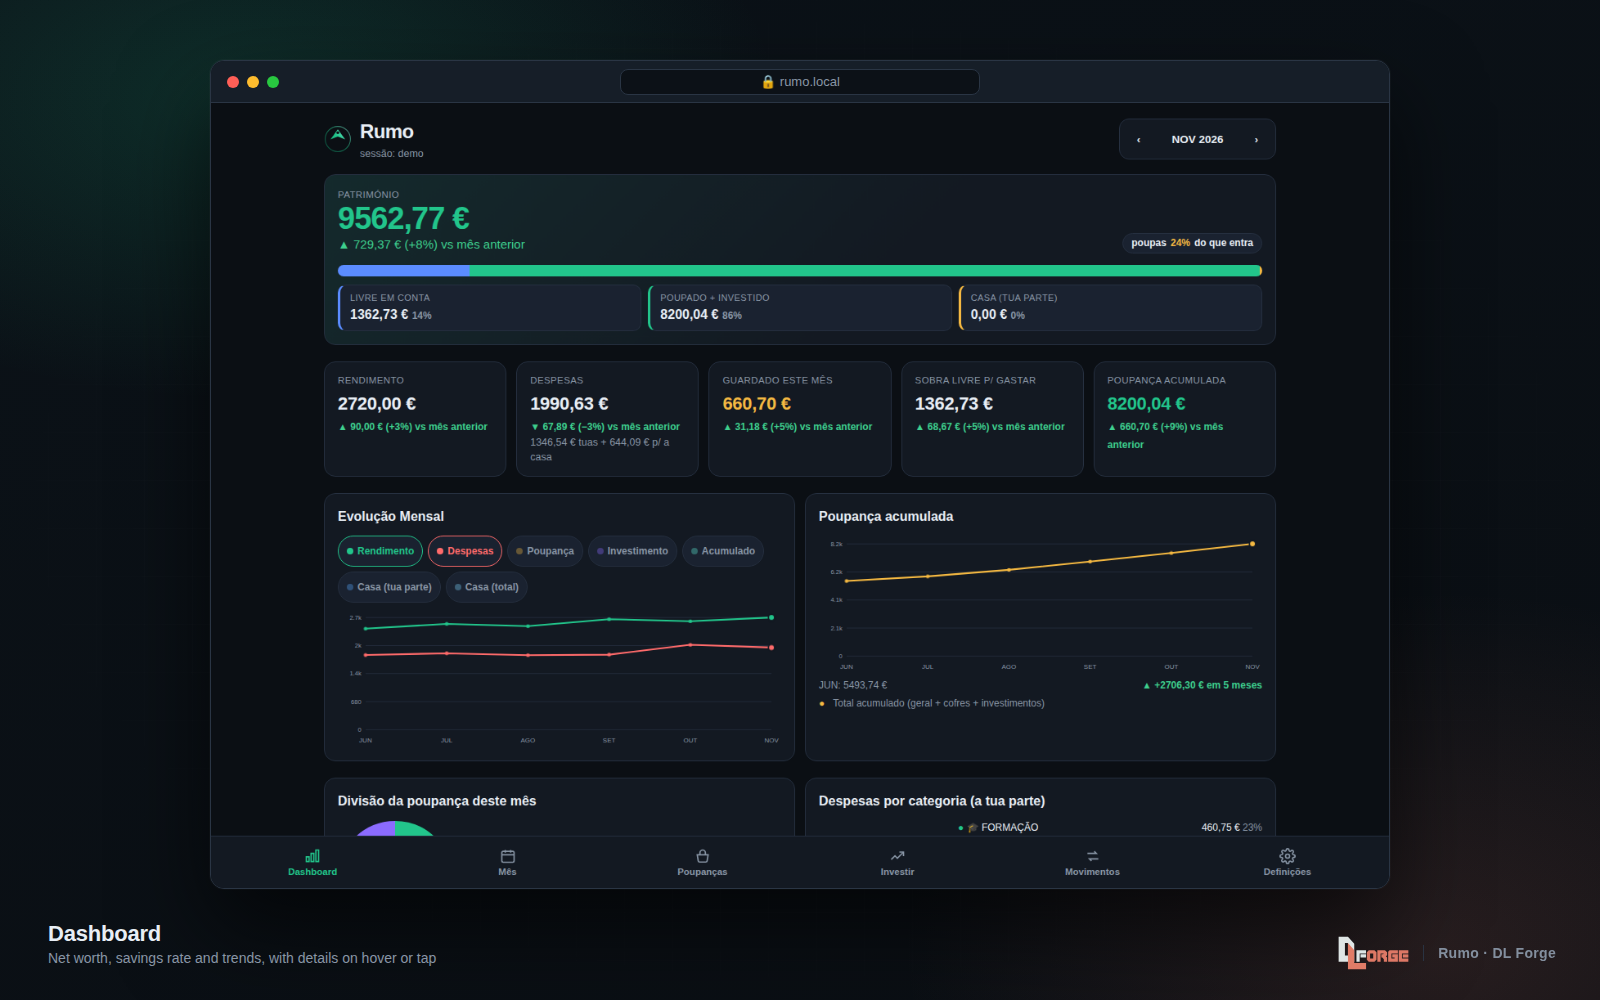 🔒 rumo.local
Rumo
sessão: demo
‹ NOV 2026 ›
PATRIMÓNIO
9562,77 €
▲ 729,37 € (+8%) vs mês anterior
poupas 24% do que entra
LIVRE EM CONTA
1362,73 € 14%
POUPADO + INVESTIDO
8200,04 € 86%
CASA (TUA PARTE)
0,00 € 0%
RENDIMENTO
2720,00 €
▲ 90,00 € (+3%) vs mês anterior
DESPESAS
1990,63 €
▼ 67,89 € (−3%) vs mês anterior
1346,54 € tuas + 644,09 € p/ a
casa
GUARDADO ESTE MÊS
660,70 €
▲ 31,18 € (+5%) vs mês anterior
SOBRA LIVRE P/ GASTAR
1362,73 €
▲ 68,67 € (+5%) vs mês anterior
POUPANÇA ACUMULADA
8200,04 €
▲ 660,70 € (+9%) vs mês
anterior
Evolução Mensal
Rendimento
Despesas
Poupança
Investimento
Acumulado
Casa (tua parte)
Casa (total)
2.7k
2k
1.4k
680
0
JUN JUL AGO SET OUT NOV
Poupança acumulada
8.2k
6.2k
4.1k
2.1k
0
JUN JUL AGO SET OUT NOV
JUN: 5493,74 €
▲ +2706,30 € em 5 meses
● Total acumulado (geral + cofres + investimentos)
Divisão da poupança deste mês
Despesas por categoria (a tua parte)
● 🎓 FORMAÇÃO 460,75 € 23%
Dashboard
Mês
Poupanças
Investir
Movimentos
Definições
Dashboard
Net worth, savings rate and trends, with details on hover or tap
DL FORGE
Rumo · DL Forge